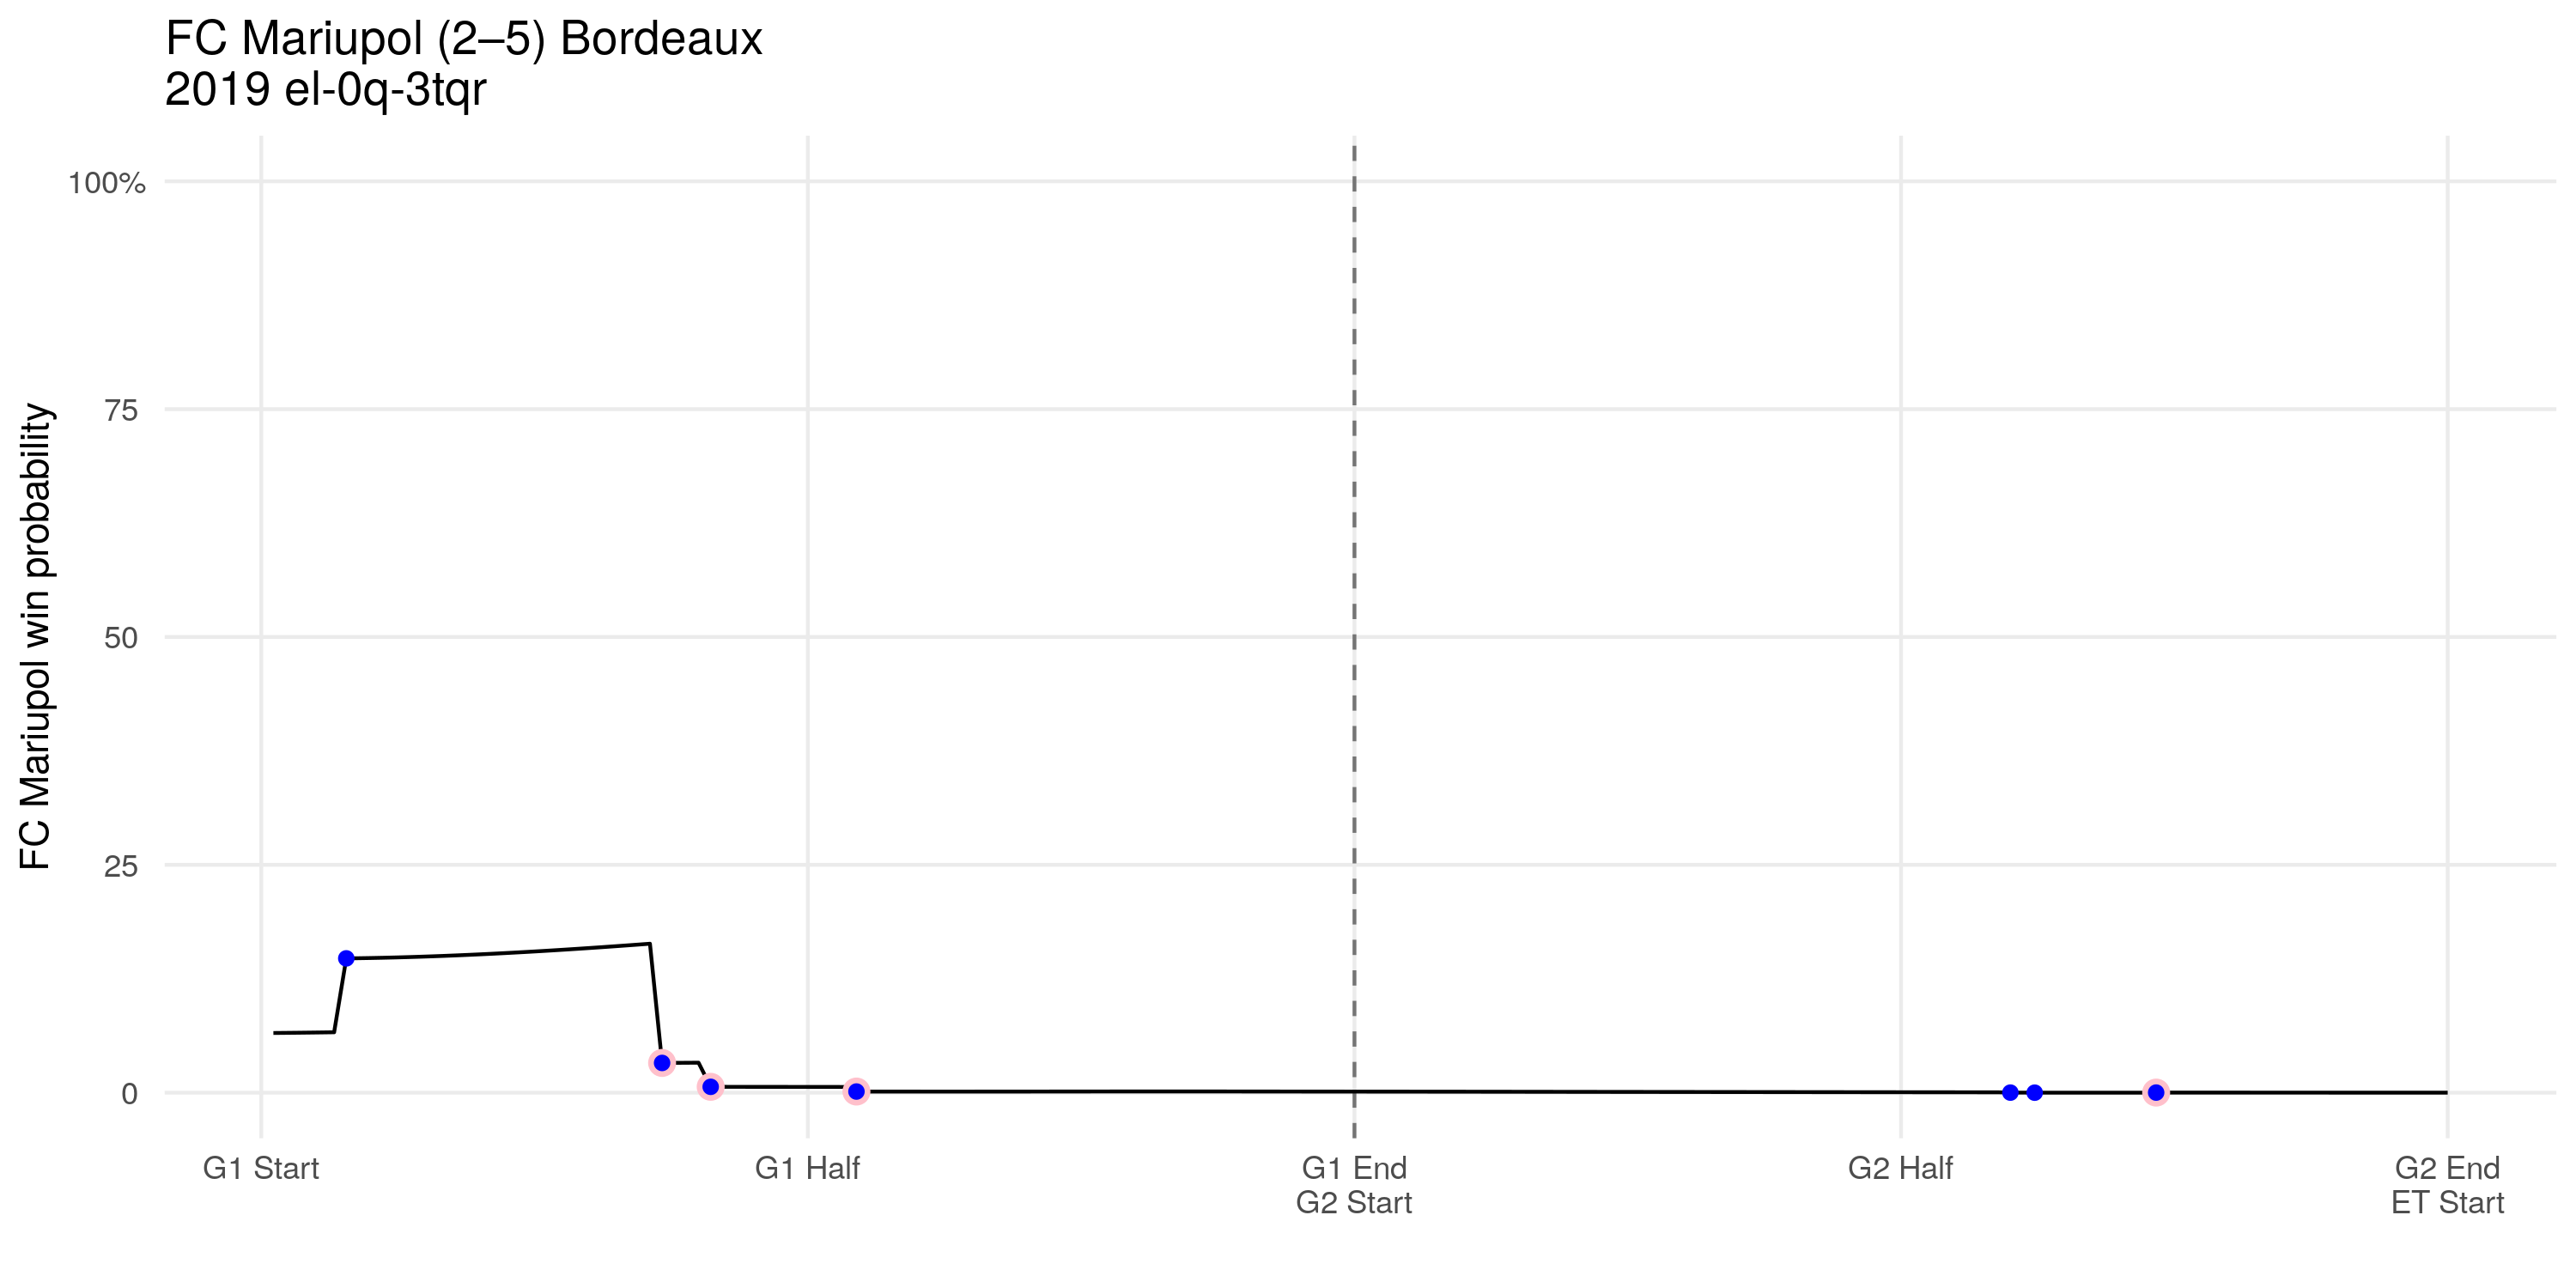 FC Mariupol (2–5) Bordeaux
2019 el-0q-3tqr
FC Mariupol win probability
100%
75
50
25
0
G1 Start
G1 Half
G1 End
G2 Start
G2 Half
G2 End
ET Start